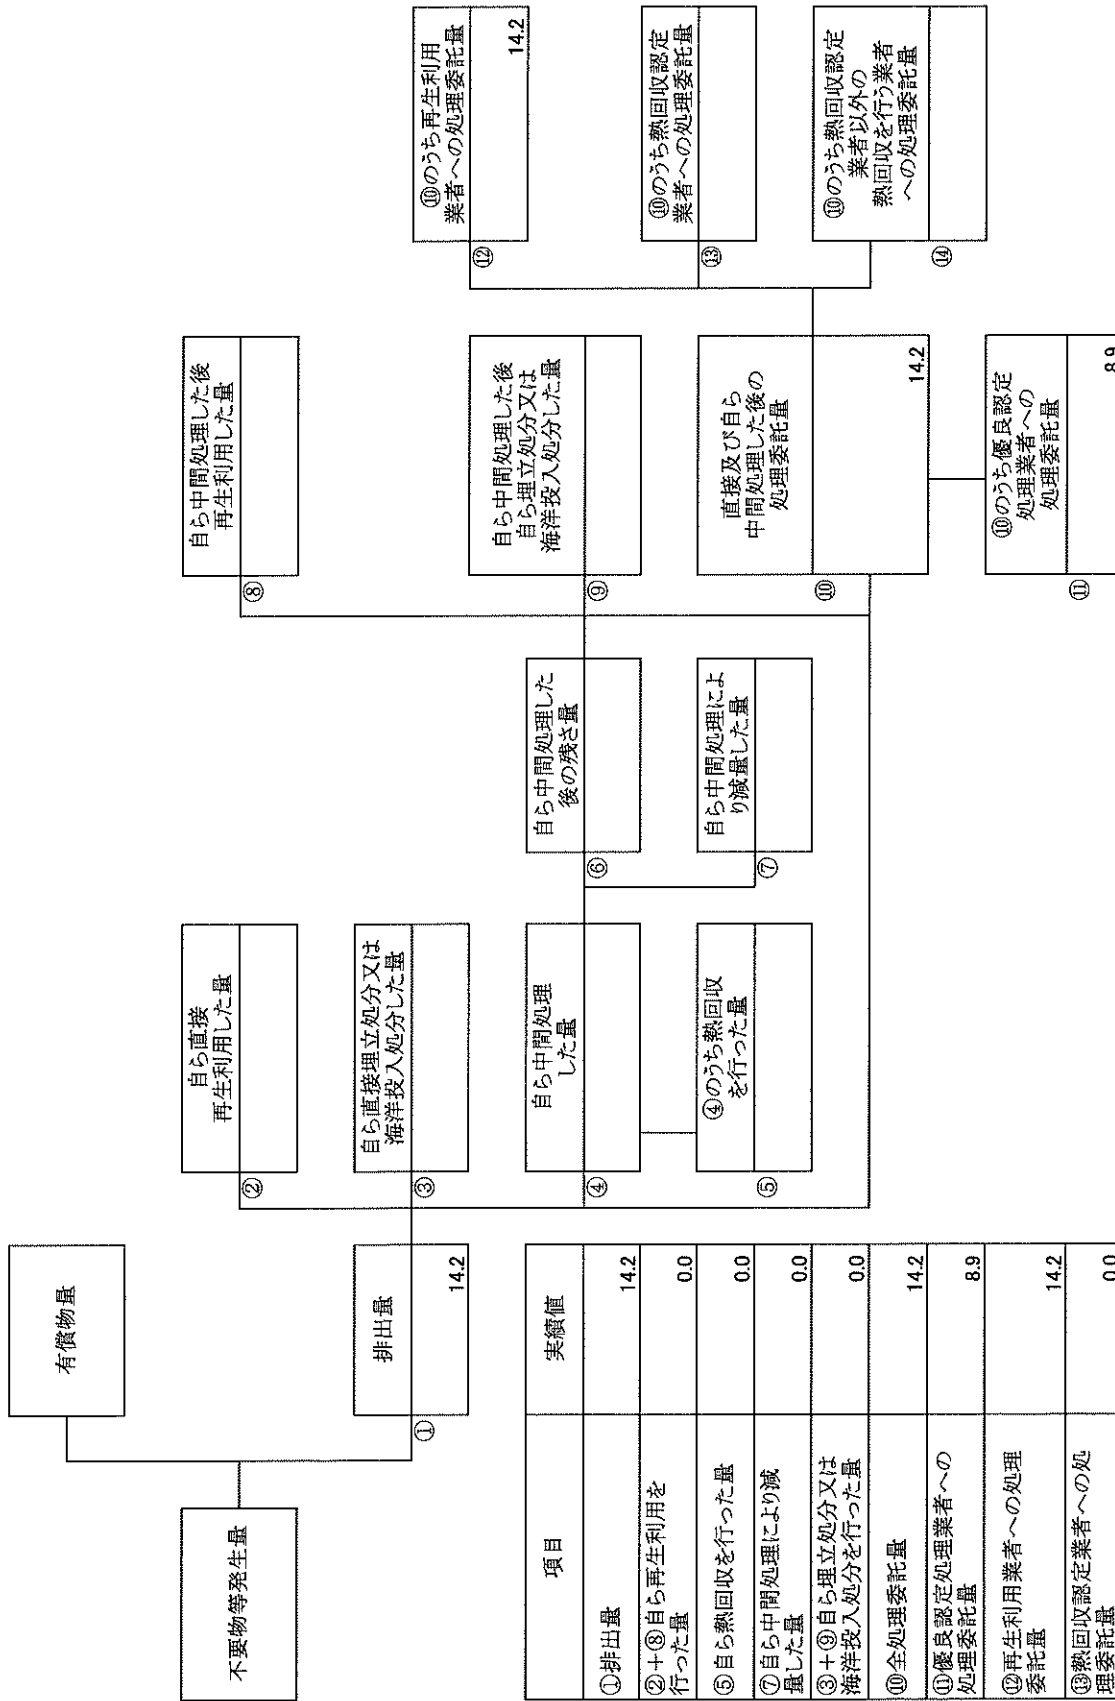 有償物量
不要物等発生量
排出量
①
14.2
自ら直接
再生利用した量
②
自ら直接埋立処分又は
海洋投入処分した量
③
自ら中間処理
した量
④
④のうち熱回収
を行った量
⑤
自ら中間処理した
後の残さ量
⑥
自ら中間処理によ
り減量した量
⑦
自ら中間処理した後
再生利用した量
⑧
自ら中間処理した後
自ら埋立処分又は
海洋投入処分した量
⑨
直接及び自ら
中間処理した後の
処理委託量
⑩
14.2
⑩のうち優良認定
処理業者への
処理委託量
⑪
8.9
⑩のうち再生利用
業者への処理委託量
⑫
14.2
⑩のうち熱回収認定
業者への処理委託量
⑬
⑩のうち熱回収認定
業者以外の
熱回収を行う業者
への処理委託量
⑭
項目 実績値
①排出量 14.2
②+⑧自ら再生利用を
行った量 0.0
⑤自ら熱回収を行った量 0.0
⑦自ら中間処理により減
量した量 0.0
③+⑨自ら埋立処分又は
海洋投入処分を行った量 0.0
⑩全処理委託量 14.2
⑪優良認定処理業者への
処理委託量 8.9
⑫再生利用業者への処理
委託量 14.2
⑬熱回収認定業者への処
理委託量 0.0